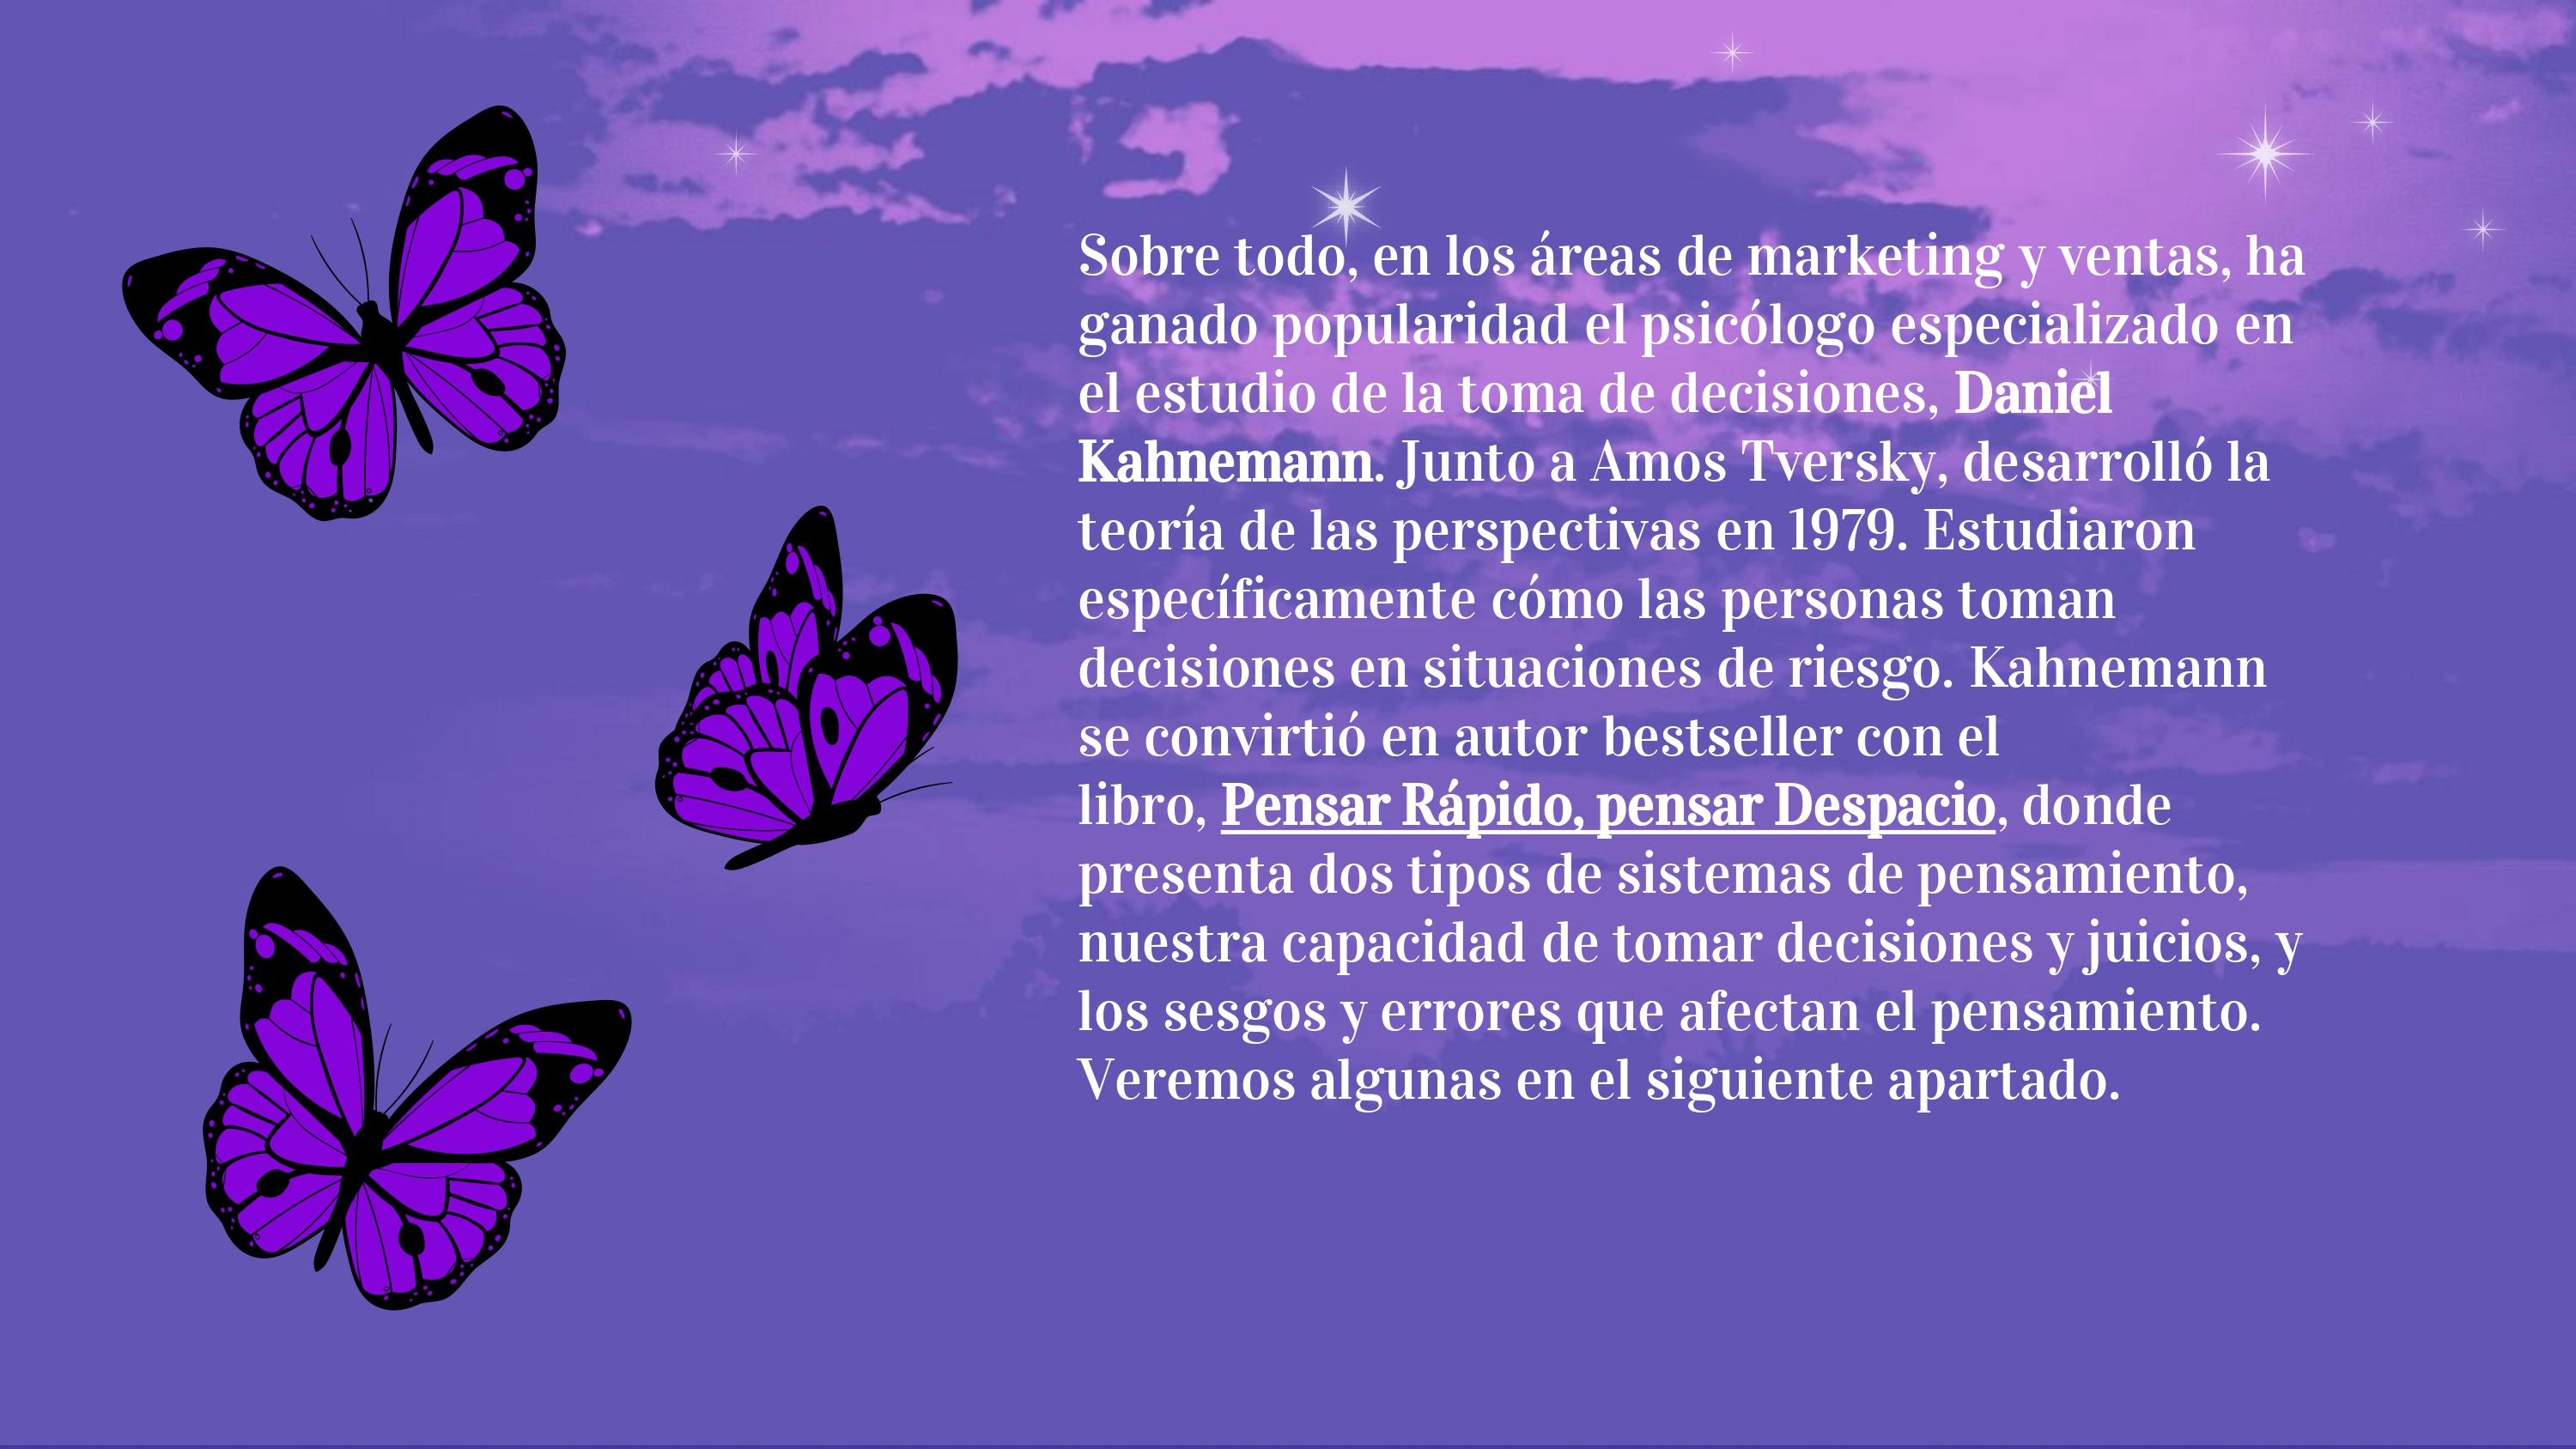 Sobre todo, en los áreas de marketing y ventas, ha
ganado popularidad el psicólogo especializado en
el estudio de la toma de decisiones, Daniel
Kahnemann. Junto a Amos Tversky, desarrolló la
teoría de las perspectivas en 1979. Estudiaron
específicamente cómo las personas toman
decisiones en situaciones de riesgo. Kahnemann
se convirtió en autor bestseller con el
libro, Pensar Rápido, pensar Despacio, donde
presenta dos tipos de sistemas de pensamiento,
nuestra capacidad de tomar decisiones y juicios, y
los sesgos y errores que afectan el pensamiento.
Veremos algunas en el siguiente apartado.